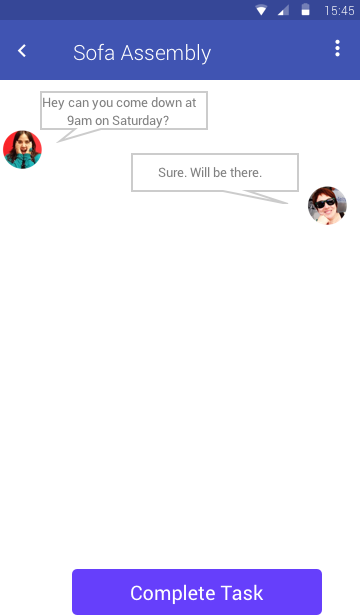 15:45
Sofa Assembly
Hey can you come down at
9am on Saturday?
Sure. Will be there.
Complete Task